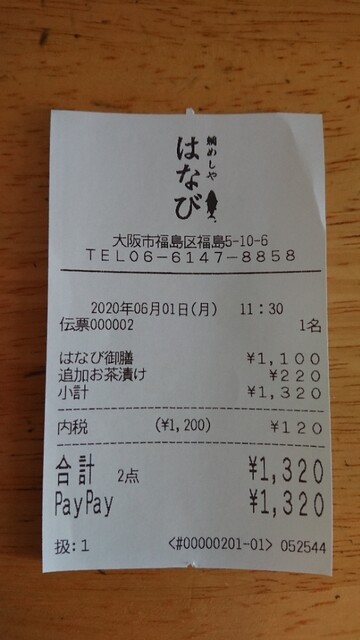 鯛めしや
はなび
大阪市福島区福島5-10-6
TEL06-6147-8858
2020年06月01日(月) 11:30
伝票000002 1名
はなび御膳 ¥1,100
追加お茶漬け ¥220
小計 ¥1,320
内税 (¥1,200) ¥120
合計 2点 ¥1,320
PayPay ¥1,320
扱:1 <#00000201-01> 052544